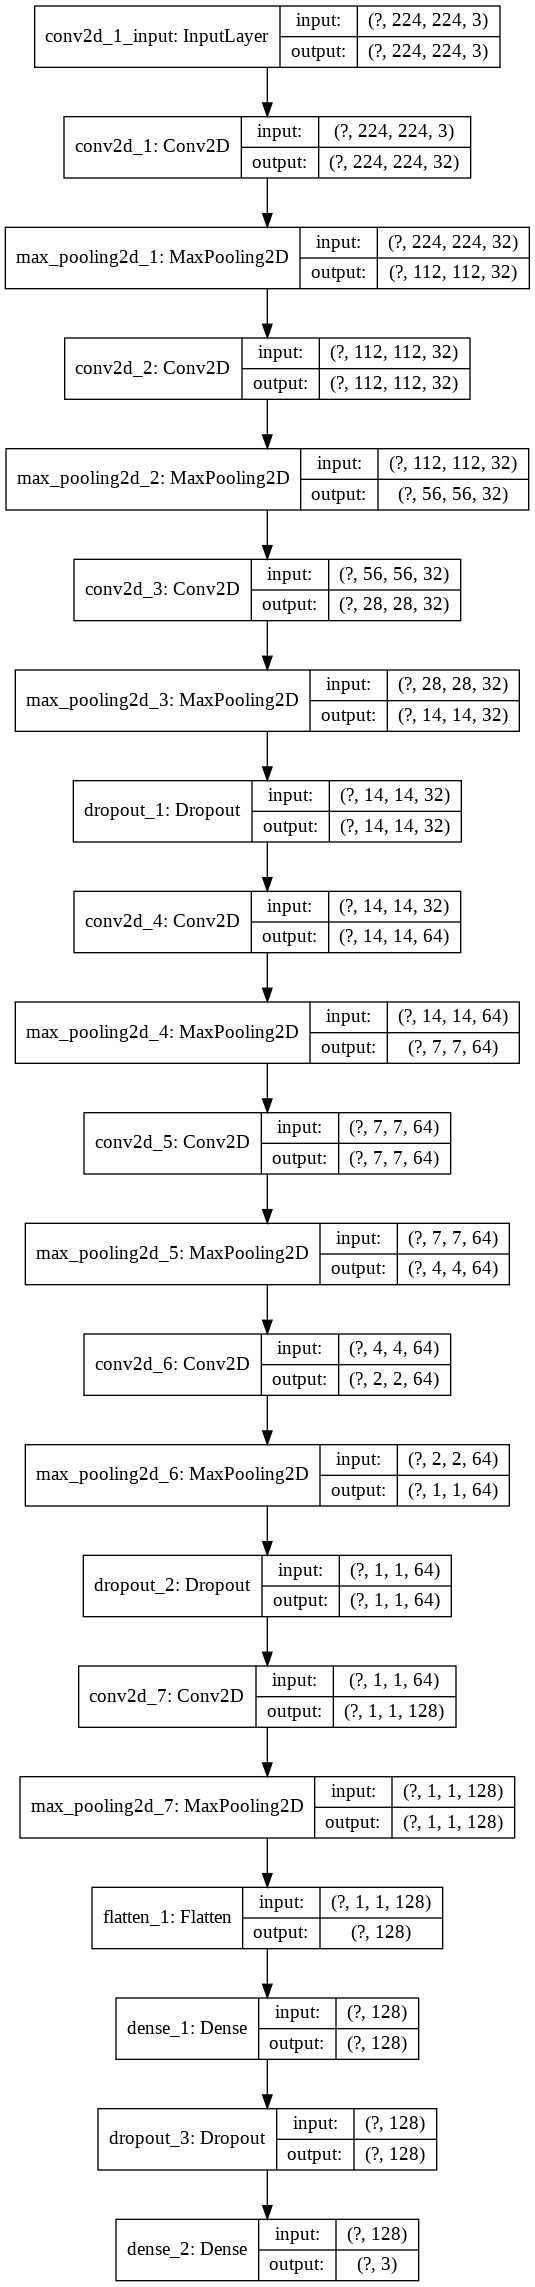 conv2d_1_input: InputLayer
input: (?, 224, 224, 3)
output: (?, 224, 224, 3)
conv2d_1: Conv2D
input: (?, 224, 224, 3)
output: (?, 224, 224, 32)
max_pooling2d_1: MaxPooling2D
input: (?, 224, 224, 32)
output: (?, 112, 112, 32)
conv2d_2: Conv2D
input: (?, 112, 112, 32)
output: (?, 112, 112, 32)
max_pooling2d_2: MaxPooling2D
input: (?, 112, 112, 32)
output: (?, 56, 56, 32)
conv2d_3: Conv2D
input: (?, 56, 56, 32)
output: (?, 28, 28, 32)
max_pooling2d_3: MaxPooling2D
input: (?, 28, 28, 32)
output: (?, 14, 14, 32)
dropout_1: Dropout
input: (?, 14, 14, 32)
output: (?, 14, 14, 32)
conv2d_4: Conv2D
input: (?, 14, 14, 32)
output: (?, 14, 14, 64)
max_pooling2d_4: MaxPooling2D
input: (?, 14, 14, 64)
output: (?, 7, 7, 64)
conv2d_5: Conv2D
input: (?, 7, 7, 64)
output: (?, 7, 7, 64)
max_pooling2d_5: MaxPooling2D
input: (?, 7, 7, 64)
output: (?, 4, 4, 64)
conv2d_6: Conv2D
input: (?, 4, 4, 64)
output: (?, 2, 2, 64)
max_pooling2d_6: MaxPooling2D
input: (?, 2, 2, 64)
output: (?, 1, 1, 64)
dropout_2: Dropout
input: (?, 1, 1, 64)
output: (?, 1, 1, 64)
conv2d_7: Conv2D
input: (?, 1, 1, 64)
output: (?, 1, 1, 128)
max_pooling2d_7: MaxPooling2D
input: (?, 1, 1, 128)
output: (?, 1, 1, 128)
flatten_1: Flatten
input: (?, 1, 1, 128)
output: (?, 128)
dense_1: Dense
input: (?, 128)
output: (?, 128)
dropout_3: Dropout
input: (?, 128)
output: (?, 128)
dense_2: Dense
input: (?, 128)
output: (?, 3)